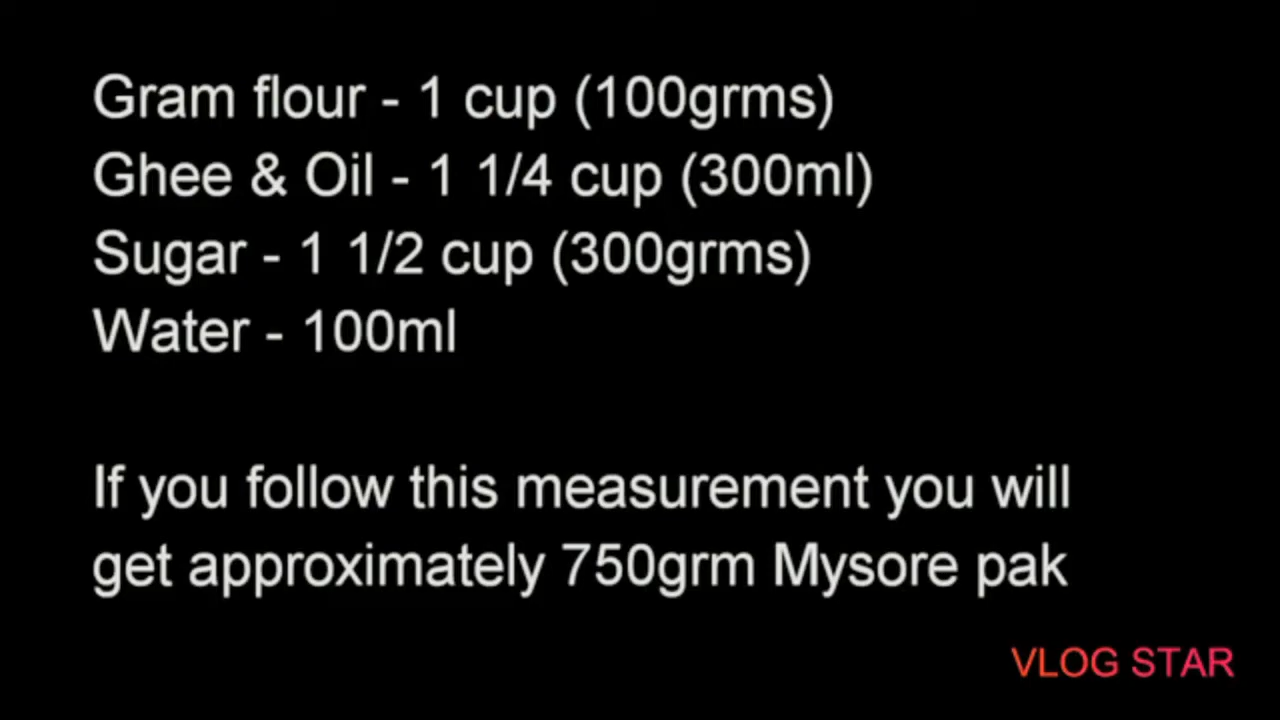 Gram flour - 1 cup (100grms)
Ghee & Oil - 1 1/4 cup (300ml)
Sugar - 1 1/2 cup (300grms)
Water - 100ml
If you follow this measurement you will
get approximately 750grm Mysore pak
VLOG STAR